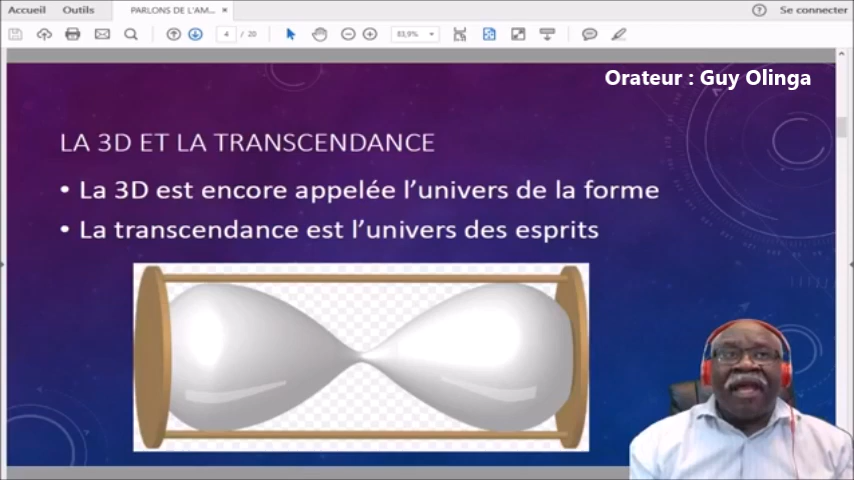 Accueil Outils PARLONS DE L'AM... × Se connecter
4 / 20 83,9%
Orateur : Guy Olinga
LA 3D ET LA TRANSCENDANCE
• La 3D est encore appelée l’univers de la forme
• La transcendance est l’univers des esprits